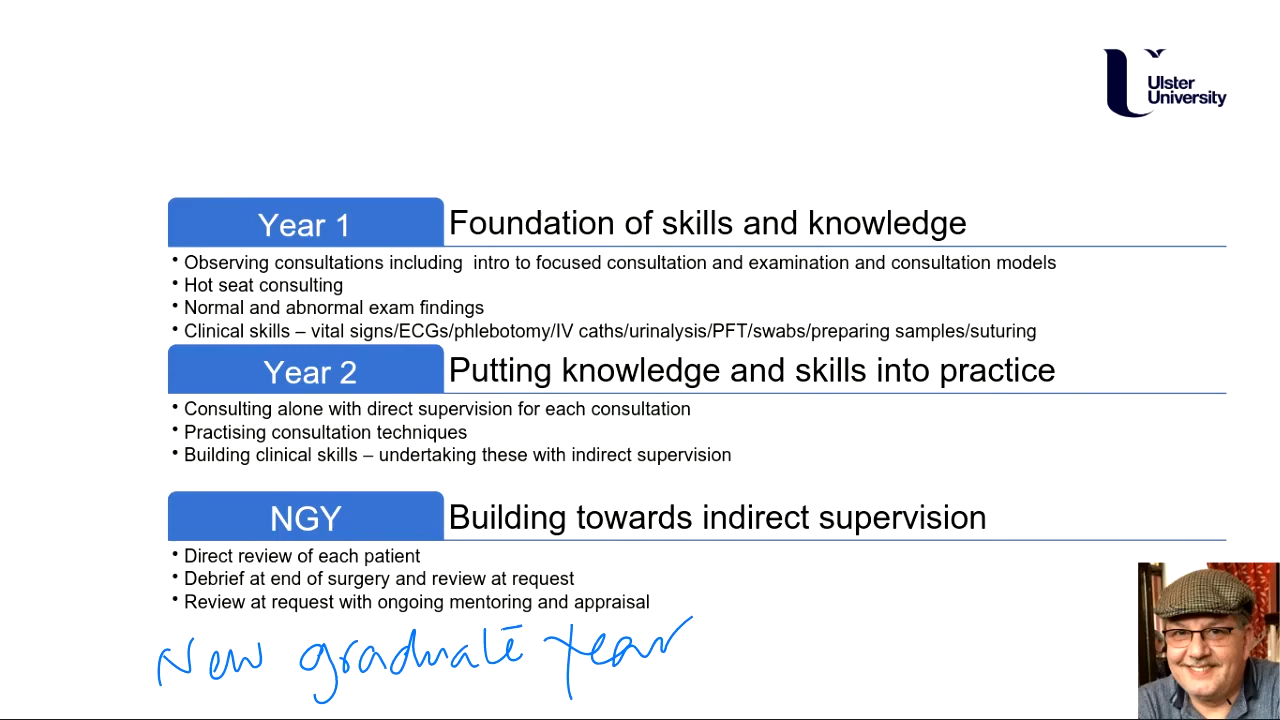 Ulster
University
Year 1
Foundation of skills and knowledge
• Observing consultations including intro to focused consultation and examination and consultation models
• Hot seat consulting
• Normal and abnormal exam findings
• Clinical skills – vital signs/ECGs/phlebotomy/IV caths/urinalysis/PFT/swabs/preparing samples/suturing
Year 2
Putting knowledge and skills into practice
• Consulting alone with direct supervision for each consultation
• Practising consultation techniques
• Building clinical skills – undertaking these with indirect supervision
NGY
Building towards indirect supervision
• Direct review of each patient
• Debrief at end of surgery and review at request
• Review at request with ongoing mentoring and appraisal
New graduate year